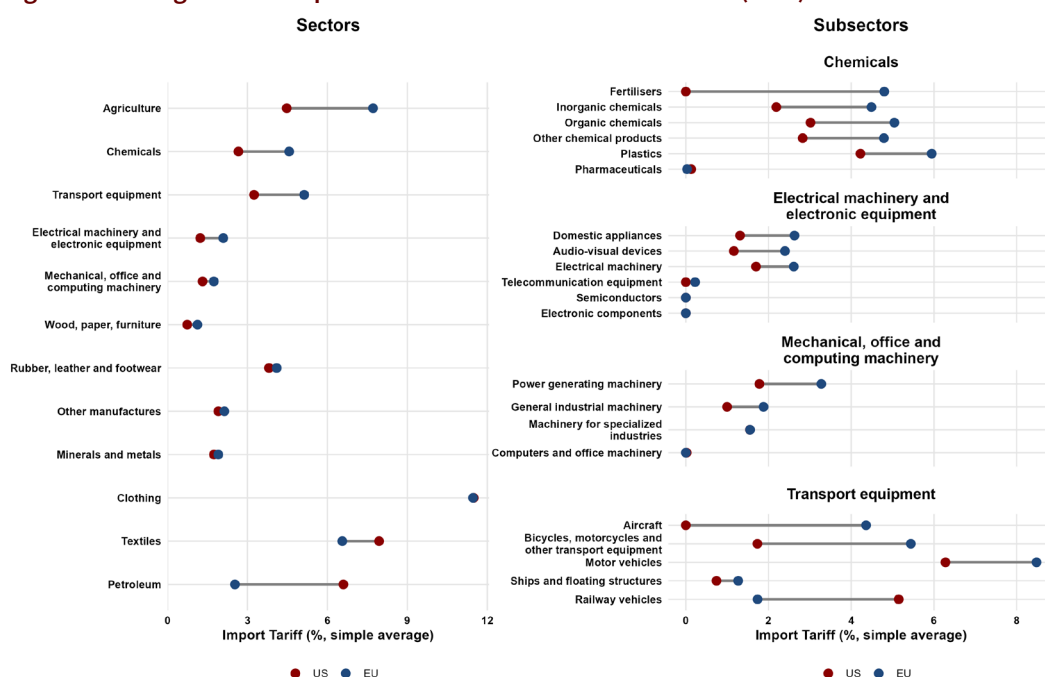 Sectors
Agriculture
Chemicals
Transport equipment
Electrical machinery and
electronic equipment
Mechanical, office and
computing machinery
Wood, paper, furniture
Rubber, leather and footwear
Other manufactures
Minerals and metals
Clothing
Textiles
Petroleum
0 3 6 9 12
Import Tariff (%, simple average)
US EU
Subsectors
Chemicals
Fertilisers
Inorganic chemicals
Organic chemicals
Other chemical products
Plastics
Pharmaceuticals
Electrical machinery and
electronic equipment
Domestic appliances
Audio-visual devices
Electrical machinery
Telecommunication equipment
Semiconductors
Electronic components
Mechanical, office and
computing machinery
Power generating machinery
General industrial machinery
Machinery for specialized
industries
Computers and office machinery
Transport equipment
Aircraft
Bicycles, motorcycles and
other transport equipment
Motor vehicles
Ships and floating structures
Railway vehicles
0 2 4 6 8
Import Tariff (%, simple average)
US EU